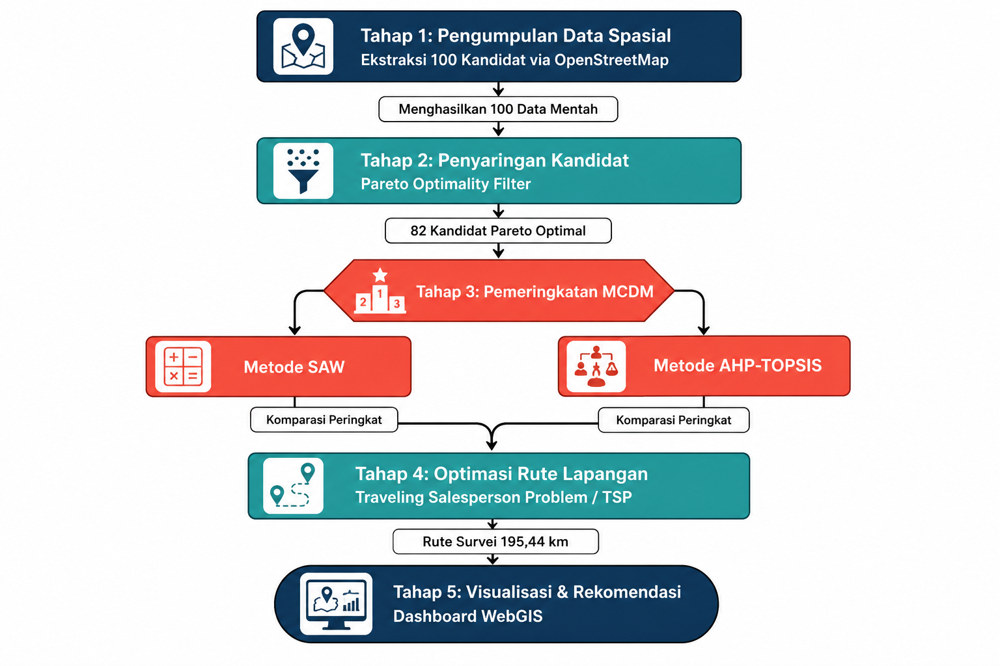 Tahap 1: Pengumpulan Data Spasial
Ekstraksi 100 Kandidat via OpenStreetMap
Menghasilkan 100 Data Mentah
Tahap 2: Penyaringan Kandidat
Pareto Optimality Filter
82 Kandidat Pareto Optimal
2 1 3
Tahap 3: Pemeringkatan MCDM
Metode SAW
Metode AHP-TOPSIS
Komparasi Peringkat
Komparasi Peringkat
Tahap 4: Optimasi Rute Lapangan
Traveling Salesperson Problem / TSP
Rute Survei 195,44 km
Tahap 5: Visualisasi & Rekomendasi
Dashboard WebGIS